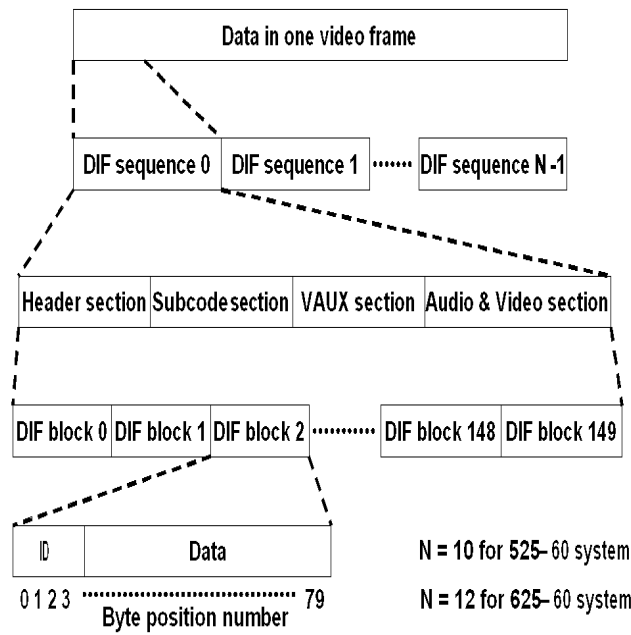 Data in one video frame
DIF sequence 0 DIF sequence 1 ........ DIF sequence N -1
Header section Subcode section VAUX section Audio & Video section
DIF block 0 DIF block 1 DIF block 2 ............ DIF block 148 DIF block 149
ID Data
N = 10 for 525– 60 system
0 1 2 3 ........................ 79
N = 12 for 625– 60 system
Byte position number